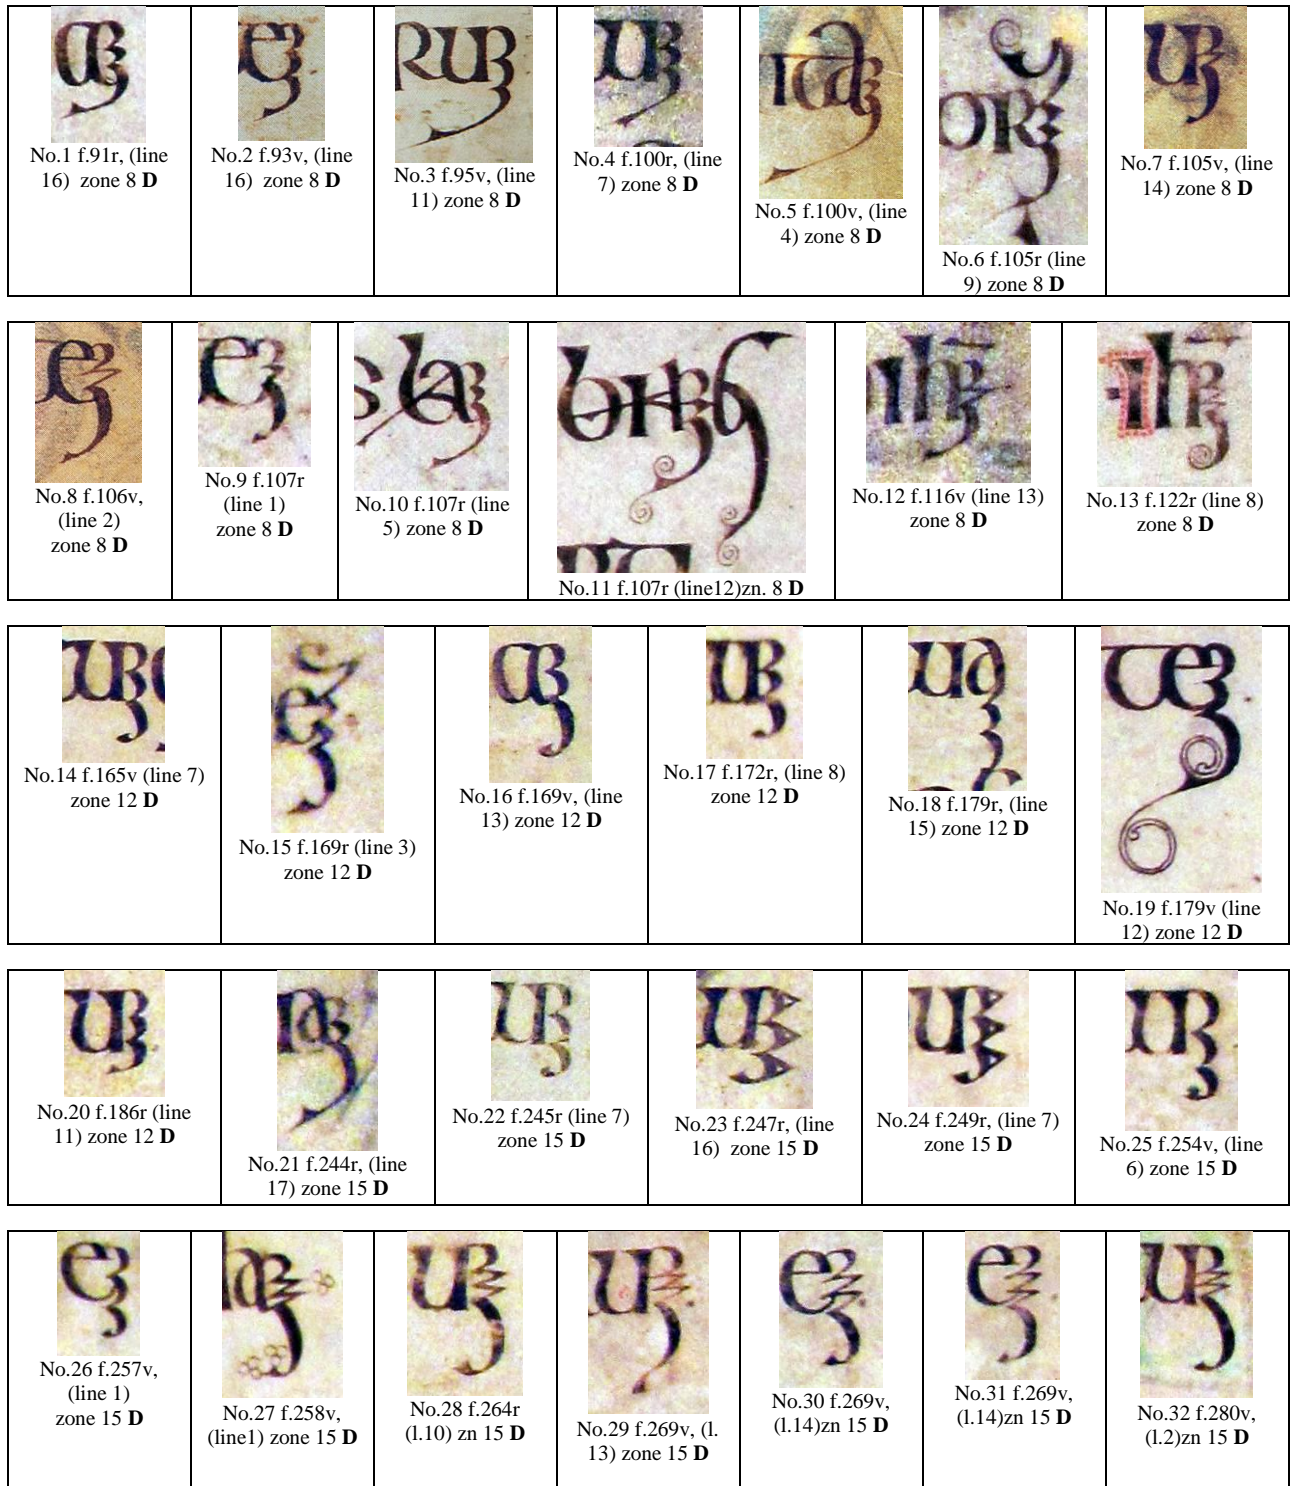 No.1 f.91r, (line
16) zone 8 D
No.2 f.93v, (line
16) zone 8 D
No.3 f.95v, (line
11) zone 8 D
No.4 f.100r, (line
7) zone 8 D
No.5 f.100v, (line
4) zone 8 D
No.6 f.105r (line
9) zone 8 D
No.7 f.105v, (line
14) zone 8 D
No.8 f.106v,
(line 2)
zone 8 D
No.9 f.107r
(line 1)
zone 8 D
No.10 f.107r (line
5) zone 8 D
No.11 f.107r (line12)zn. 8 D
No.12 f.116v (line 13)
zone 8 D
No.13 f.122r (line 8)
zone 8 D
No.14 f.165v (line 7)
zone 12 D
No.15 f.169r (line 3)
zone 12 D
No.16 f.169v, (line
13) zone 12 D
No.17 f.172r, (line 8)
zone 12 D
No.18 f.179r, (line
15) zone 12 D
No.19 f.179v (line
12) zone 12 D
No.20 f.186r (line
11) zone 12 D
No.21 f.244r, (line
17) zone 15 D
No.22 f.245r (line 7)
zone 15 D
No.23 f.247r, (line
16) zone 15 D
No.24 f.249r, (line 7)
zone 15 D
No.25 f.254v, (line
6) zone 15 D
No.26 f.257v,
(line 1)
zone 15 D
No.27 f.258v,
(line1) zone 15 D
No.28 f.264r
(l.10) zn 15 D
No.29 f.269v, (l.
13) zone 15 D
No.30 f.269v,
(l.14)zn 15 D
No.31 f.269v,
(l.14)zn 15 D
No.32 f.280v,
(l.2)zn 15 D